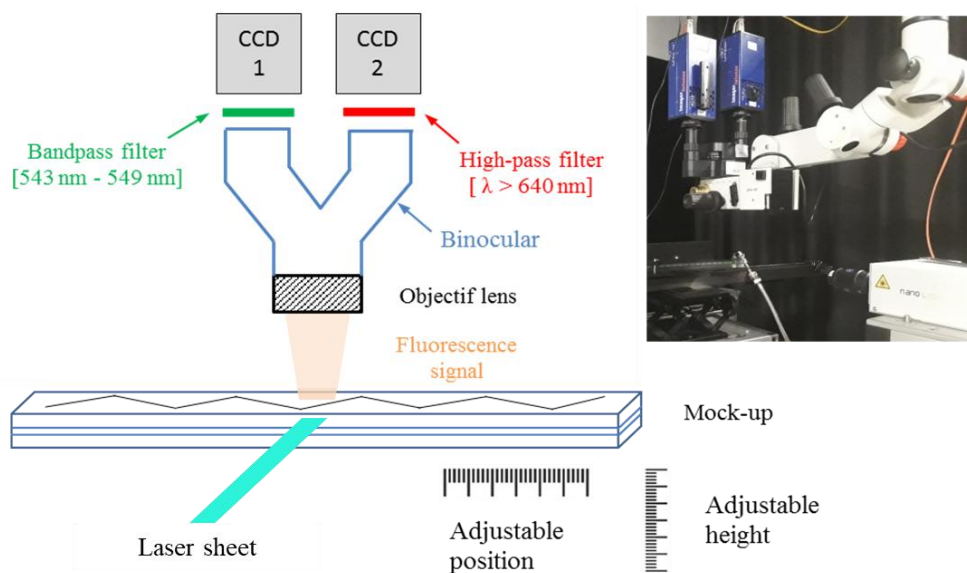 CCD
1
CCD
2
Bandpass filter
[543 nm - 549 nm]
High-pass filter
[ λ > 640 nm]
Binocular
Objectif lens
Fluorescence
signal
Mock-up
Laser sheet
Adjustable
position
Adjustable
height
nano